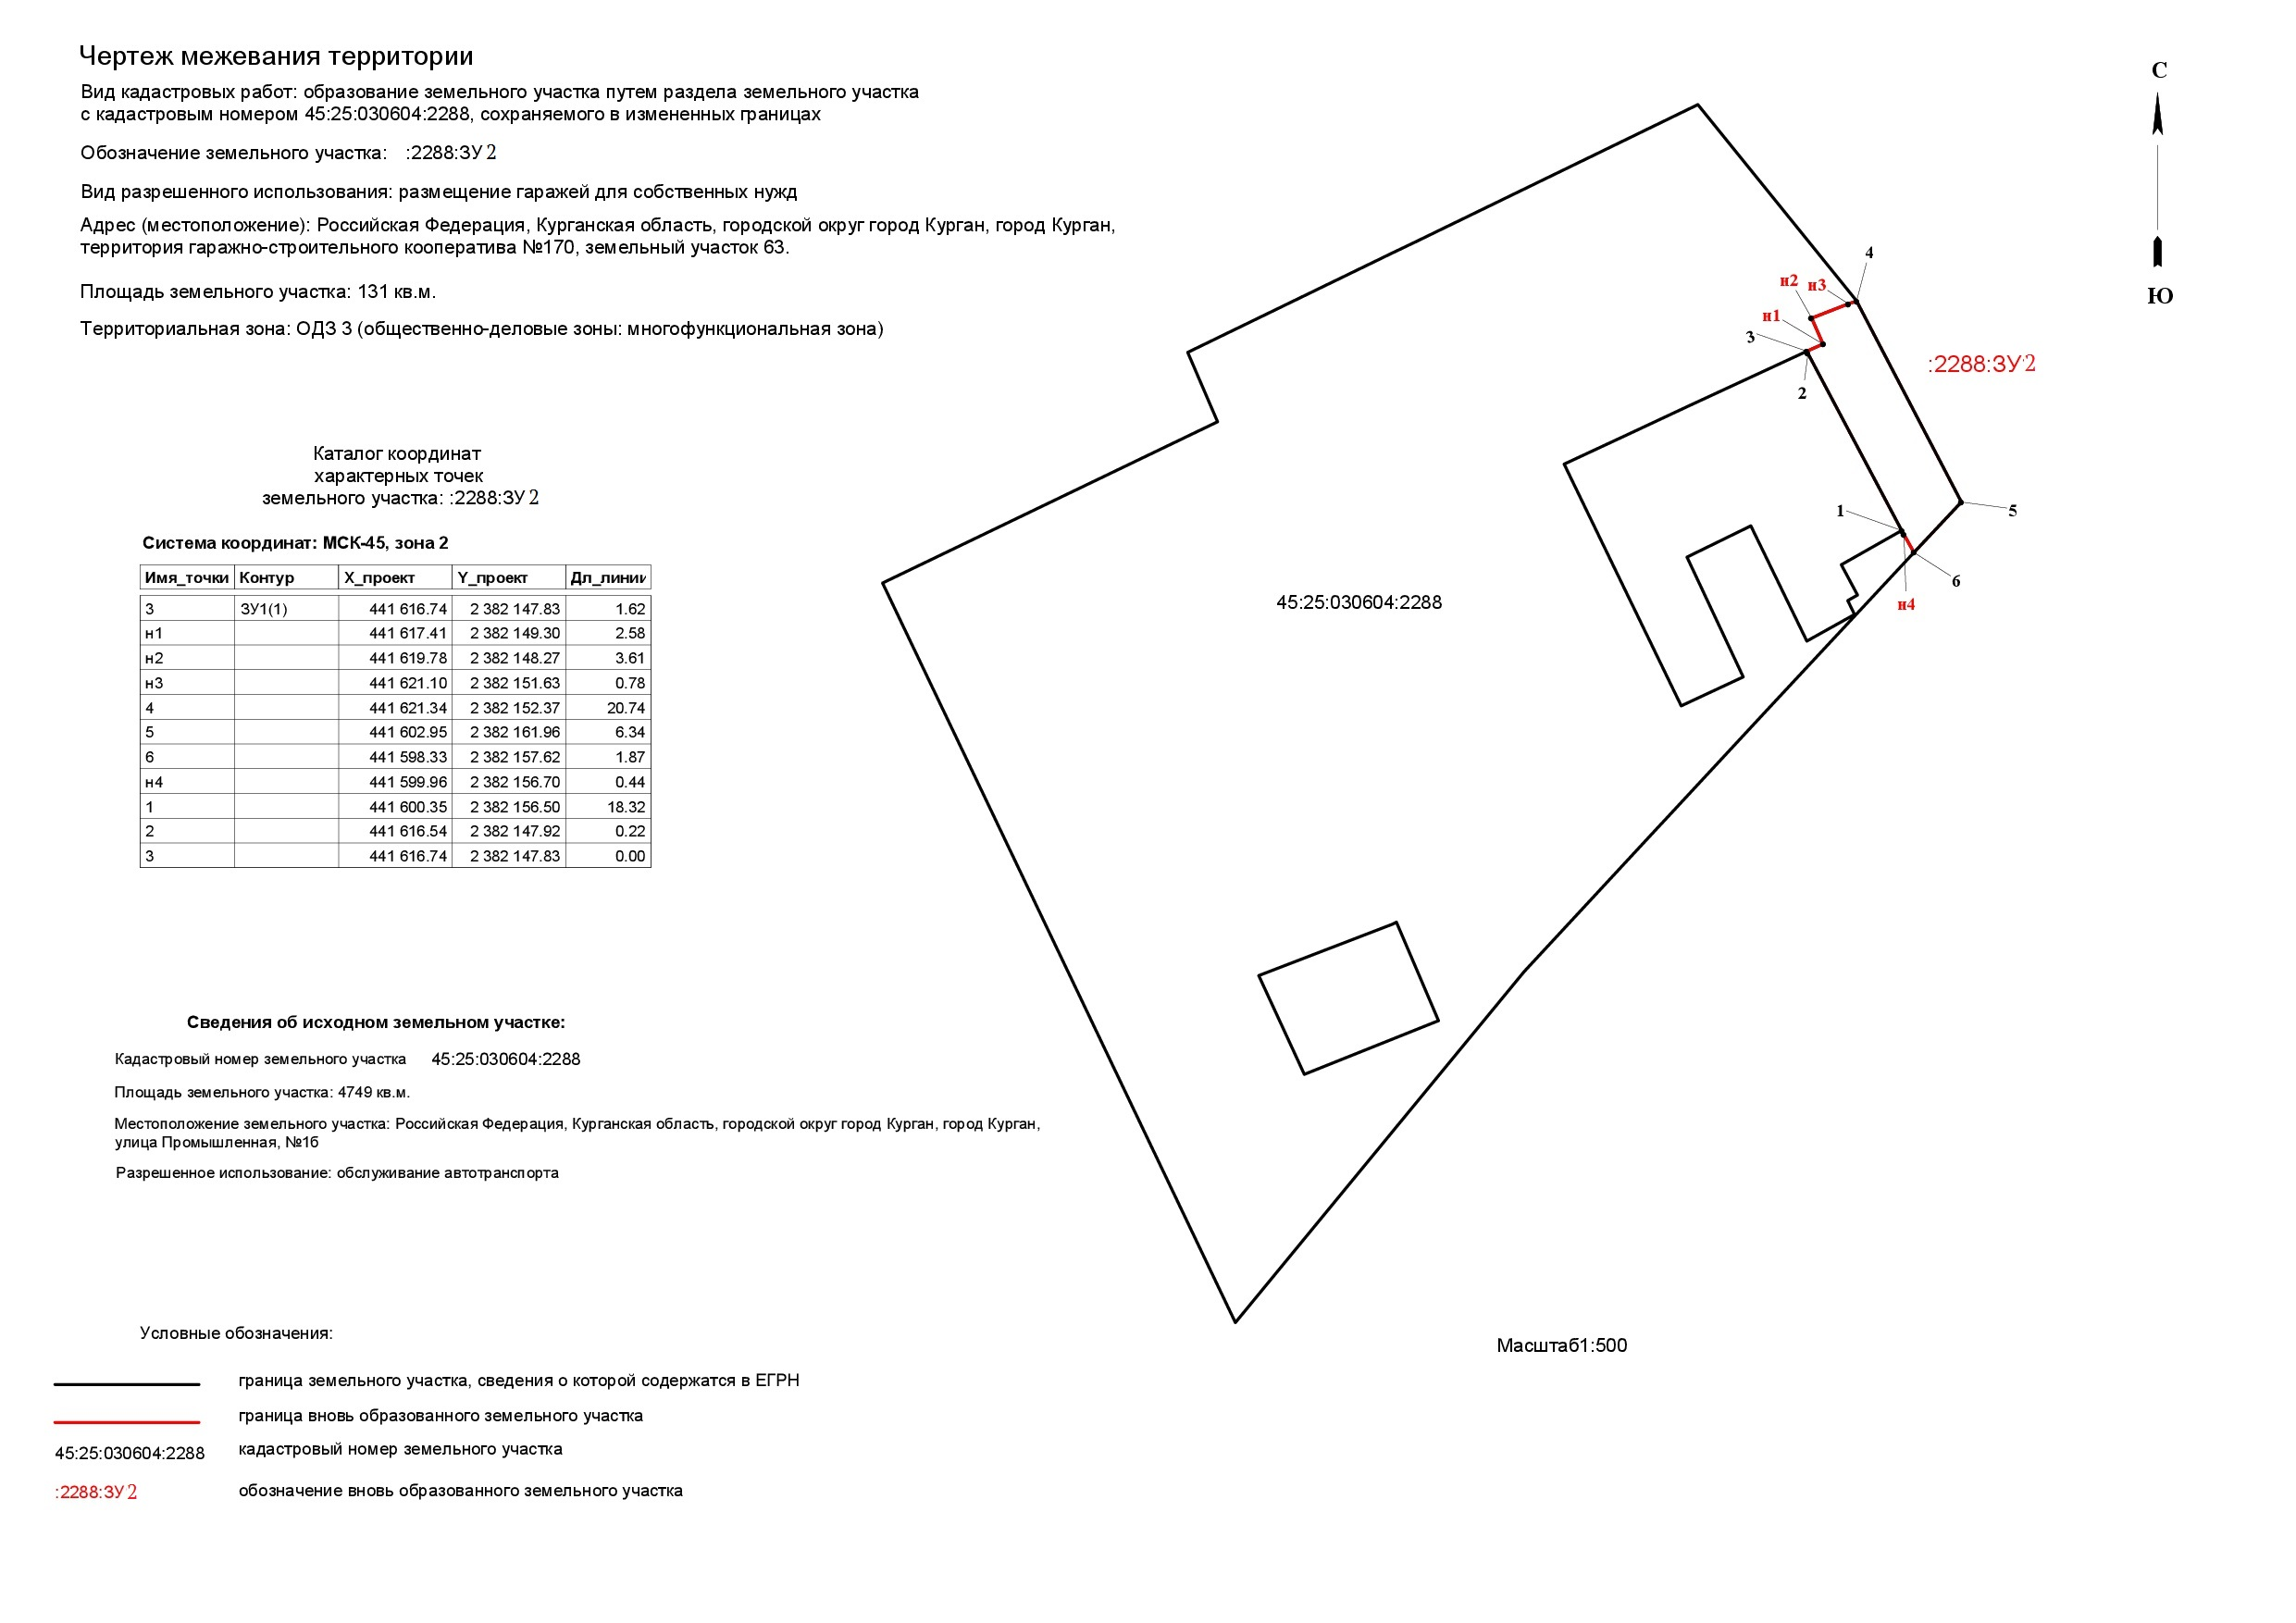 Чертеж межевания территории
Вид кадастровых работ: образование земельного участка путем раздела земельного участка
с кадастровым номером 45:25:030604:2288, сохраняемого в измененных границах
Обозначение земельного участка: :2288:ЗУ 2
Вид разрешенного использования: размещение гаражей для собственных нужд
Адрес (местоположение): Российская Федерация, Курганская область, городской округ город Курган, город Курган,
территория гаражно-строительного кооператива №170, земельный участок 63.
Площадь земельного участка: 131 кв.м.
Территориальная зона: ОДЗ 3 (общественно-деловые зоны: многофункциональная зона)
Каталог координат
характерных точек
земельного участка: :2288:ЗУ 2
Система координат: МСК-45, зона 2
Имя_точки Контур X_проект Y_проект Дл_линии
3 ЗУ1(1) 441 616.74 2 382 147.83 1.62
н1 441 617.41 2 382 149.30 2.58
н2 441 619.78 2 382 148.27 3.61
н3 441 621.10 2 382 151.63 0.78
4 441 621.34 2 382 152.37 20.74
5 441 602.95 2 382 161.96 6.34
6 441 598.33 2 382 157.62 1.87
н4 441 599.96 2 382 156.70 0.44
1 441 600.35 2 382 156.50 18.32
2 441 616.54 2 382 147.92 0.22
3 441 616.74 2 382 147.83 0.00
Сведения об исходном земельном участке:
Кадастровый номер земельного участка 45:25:030604:2288
Площадь земельного участка: 4749 кв.м.
Местоположение земельного участка: Российская Федерация, Курганская область, городской округ город Курган, город Курган,
улица Промышленная, №1б
Разрешенное использование: обслуживание автотранспорта
Условные обозначения:
граница земельного участка, сведения о которой содержатся в ЕГРН
граница вновь образованного земельного участка
45:25:030604:2288 кадастровый номер земельного участка
:2288:ЗУ 2 обозначение вновь образованного земельного участка
С
Ю
4
н2
н3
н1
3
2
:2288:ЗУ 2
1
5
6
н4
45:25:030604:2288
Масштаб1:500